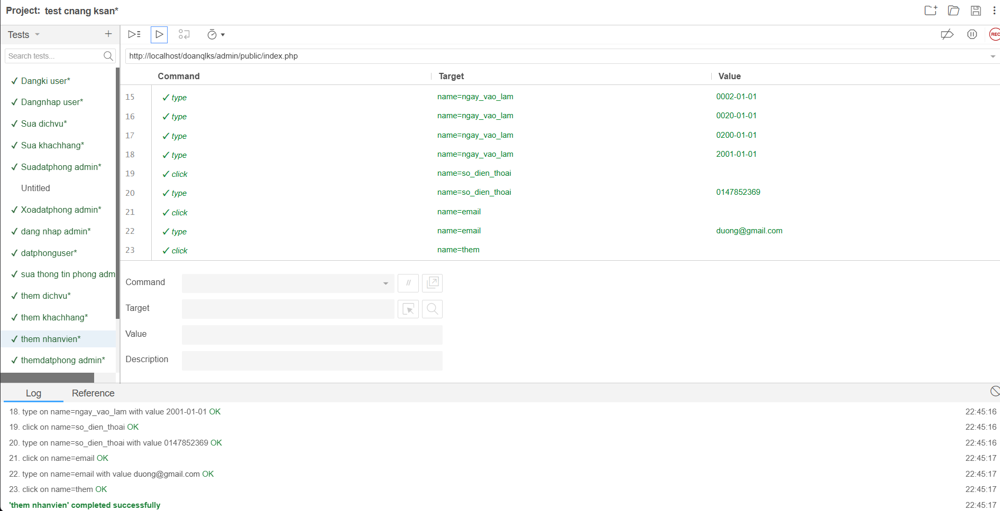 Project: test cnang ksan*
Tests
Search tests...
Dangki user*
Dangnhap user*
Sua dichvu*
Sua khachhang*
Suadatphong admin*
Untitled
Xoadatphong admin*
dang nhap admin*
datphonguser*
sua thong tin phong adm
them dichvu*
them khachhang*
them nhanvien*
themdatphong admin*
REC
http://localhost/doanqlks/admin/public/index.php
Command Target Value
15 type name=ngay_vao_lam 0002-01-01
16 type name=ngay_vao_lam 0020-01-01
17 type name=ngay_vao_lam 0200-01-01
18 type name=ngay_vao_lam 2001-01-01
19 click name=so_dien_thoai
20 type name=so_dien_thoai 0147852369
21 click name=email
22 type name=email duong@gmail.com
23 click name=them
Command //
Target
Value
Description
Log Reference
18. type on name=ngay_vao_lam with value 2001-01-01 OK 22:45:16
19. click on name=so_dien_thoai OK 22:45:16
20. type on name=so_dien_thoai with value 0147852369 OK 22:45:16
21. click on name=email OK 22:45:17
22. type on name=email with value duong@gmail.com OK 22:45:17
23. click on name=them OK 22:45:17
'them nhanvien' completed successfully 22:45:17